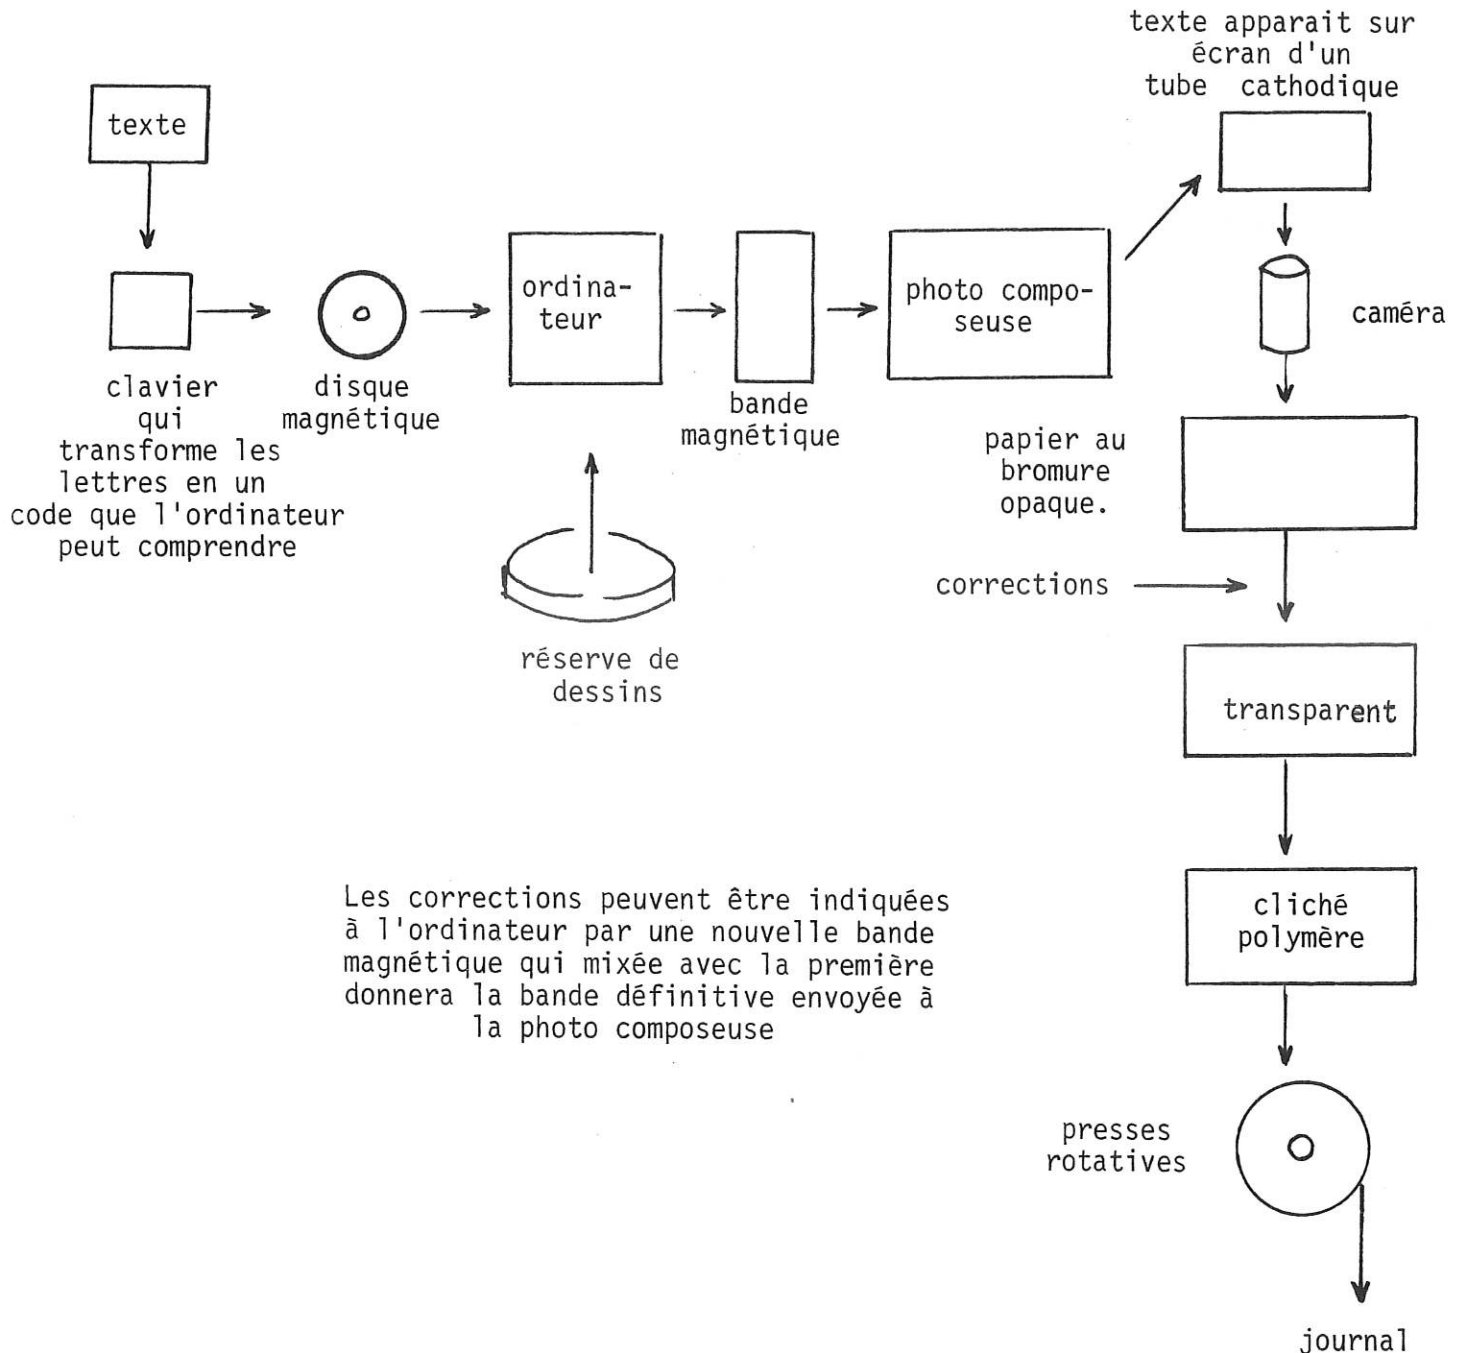 texte apparait sur
écran d'un
tube cathodique
texte
ordina-
teur
photo compo-
seuse
caméra
clavier
qui
transforme les
lettres en un
code que l'ordinateur
peut comprendre
disque
magnétique
bande
magnétique
papier au
bromure
opaque.
corrections
réserve de
dessins
transparent
cliché
polymère
Les corrections peuvent être indiquées
à l'ordinateur par une nouvelle bande
magnétique qui mixée avec la première
donnera la bande définitive envoyée à
la photo composeuse
presses
rotatives
journal